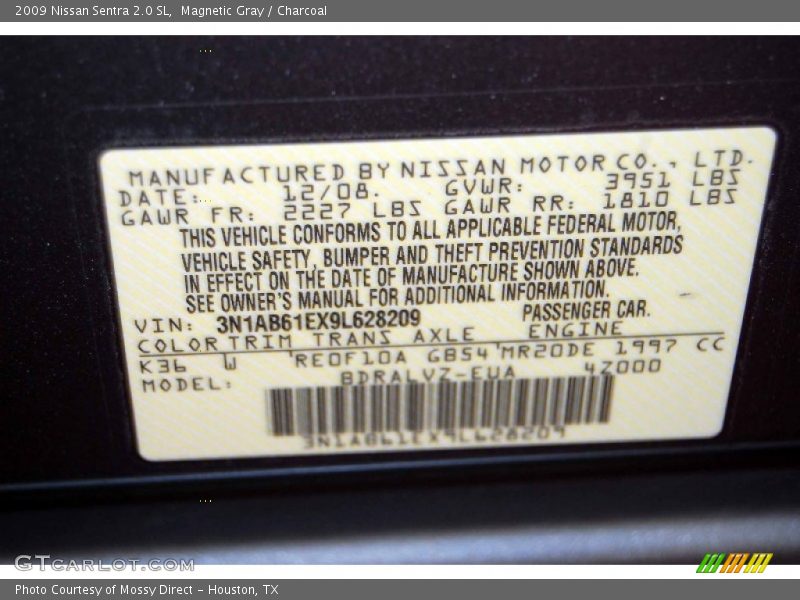 2009 Nissan Sentra 2.0 SL, Magnetic Gray / Charcoal
MANUFACTURED BY NISSAN MOTOR CO., LTD.
DATE: 12/08. GVWR: 3951 LBS
GAWR FR: 2227 LBS GAWR RR: 1810 LBS
THIS VEHICLE CONFORMS TO ALL APPLICABLE FEDERAL MOTOR,
VEHICLE SAFETY, BUMPER AND THEFT PREVENTION STANDARDS
IN EFFECT ON THE DATE OF MANUFACTURE SHOWN ABOVE.
SEE OWNER'S MANUAL FOR ADDITIONAL INFORMATION.
VIN: 3N1AB61EX9L628209 PASSENGER CAR.
COLOR TRIM TRANS AXLE ENGINE
K36 W RE0F10A GB54 MR20DE 1997 CC
MODEL: BDRALVZ-EUA 4Z000
3N1AB61EX9L628209
GTcarlot.com
Photo Courtesy of Mossy Direct - Houston, TX